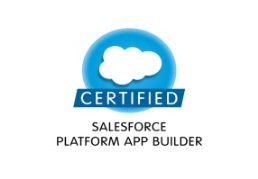 CERTIFIED
SALESFORCE
PLATFORM APP BUILDER